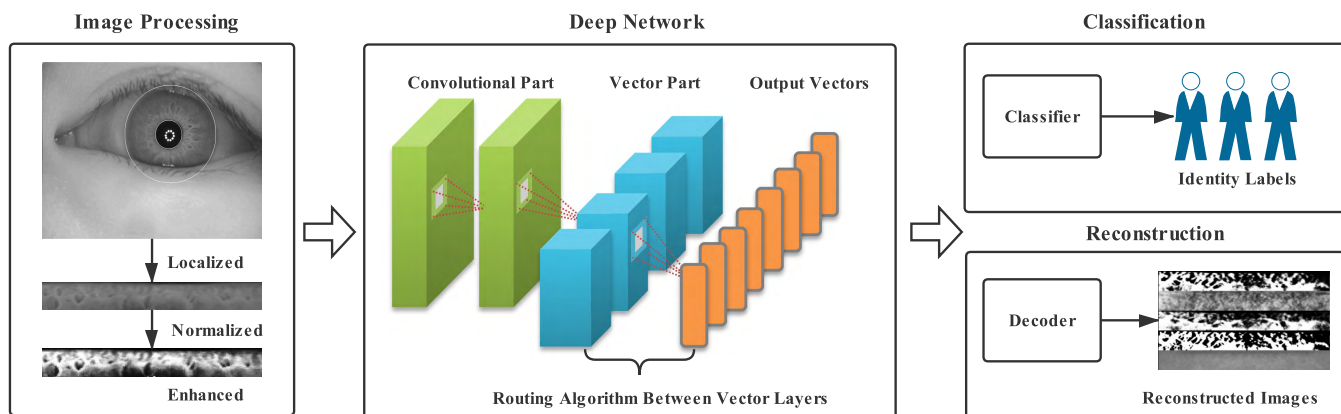 Image Processing
Localized
Normalized
Enhanced
Deep Network
Convolutional Part
Vector Part
Output Vectors
Routing Algorithm Between Vector Layers
Classification
Classifier
Identity Labels
Reconstruction
Decoder
Reconstructed Images